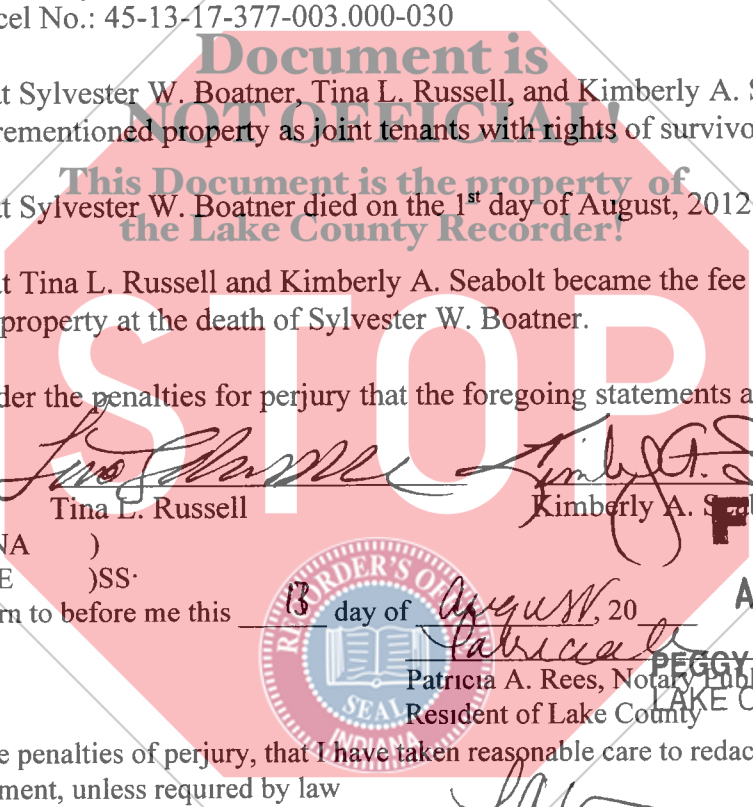 cel No.: 45-13-17-377-003.000-030
Document is
t Sylvester W. Boatner, Tina L. Russell, and Kimberly A. S
NOT OFFICIAL!
rementioned property as joint tenants with rights of survivo
This Document is the property of
t Sylvester W. Boatner died on the 1st day of August, 2012
the Lake County Recorder!
t Tina L. Russell and Kimberly A. Seabolt became the fee
property at the death of Sylvester W. Boatner.
STOP
der the penalties for perjury that the foregoing statements a
Tina L. Russell Kimberly A. Seab
F
NA )
E )SS.
rn to before me this 13 day of August, 20
A
Patricia
PEGGY
Patricia A. Rees, Notary Publ
LAKE C
Resident of Lake County
RECORDER'S OF
SEAL
INDIANA
e penalties of perjury, that I have taken reasonable care to redac
ment, unless required by law